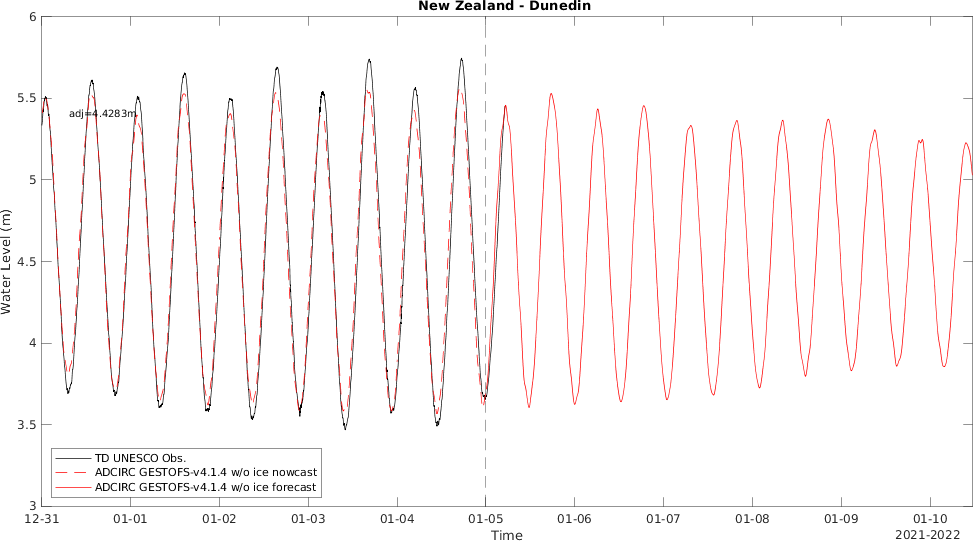 New Zealand - Dunedin
6
5.5
adj=4.4283m
5
4.5
4
3.5
3
Water Level (m)
TD UNESCO Obs.
ADCIRC GESTOFS-v4.1.4 w/o ice nowcast
ADCIRC GESTOFS-v4.1.4 w/o ice forecast
12-31 01-01 01-02 01-03 01-04 01-05 01-06 01-07 01-08 01-09 01-10
Time
2021-2022